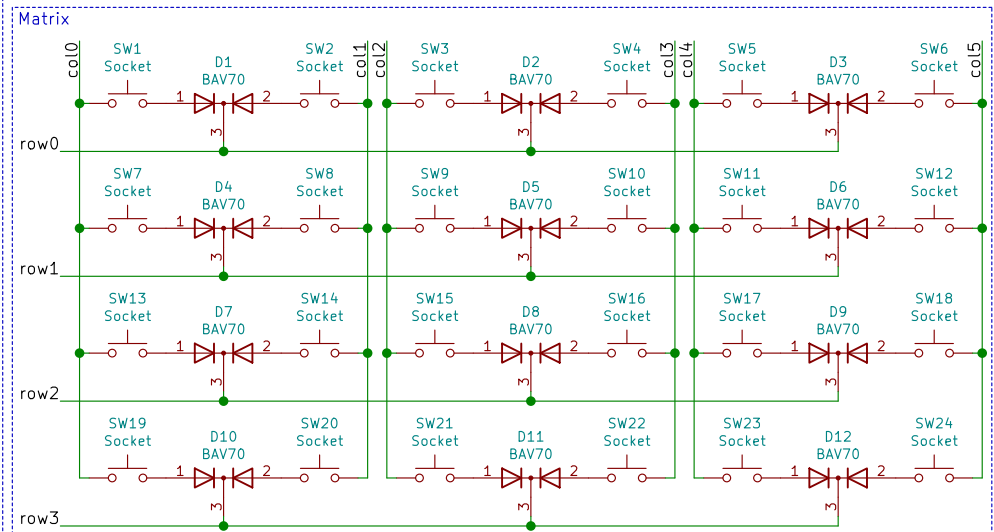 Matrix
col0 SW1 Socket D1 BAV70 SW2 Socket col1 col2 SW3 Socket D2 BAV70 SW4 Socket col3 col4 SW5 Socket D3 BAV70 SW6 Socket col5
1 2 3 1 2 3 1 2 3
row0
SW7 Socket D4 BAV70 SW8 Socket SW9 Socket D5 BAV70 SW10 Socket SW11 Socket D6 BAV70 SW12 Socket
1 2 3 1 2 3 1 2 3
row1
SW13 Socket D7 BAV70 SW14 Socket SW15 Socket D8 BAV70 SW16 Socket SW17 Socket D9 BAV70 SW18 Socket
1 2 3 1 2 3 1 2 3
row2
SW19 Socket D10 BAV70 SW20 Socket SW21 Socket D11 BAV70 SW22 Socket SW23 Socket D12 BAV70 SW24 Socket
1 2 3 1 2 3 1 2 3
row3